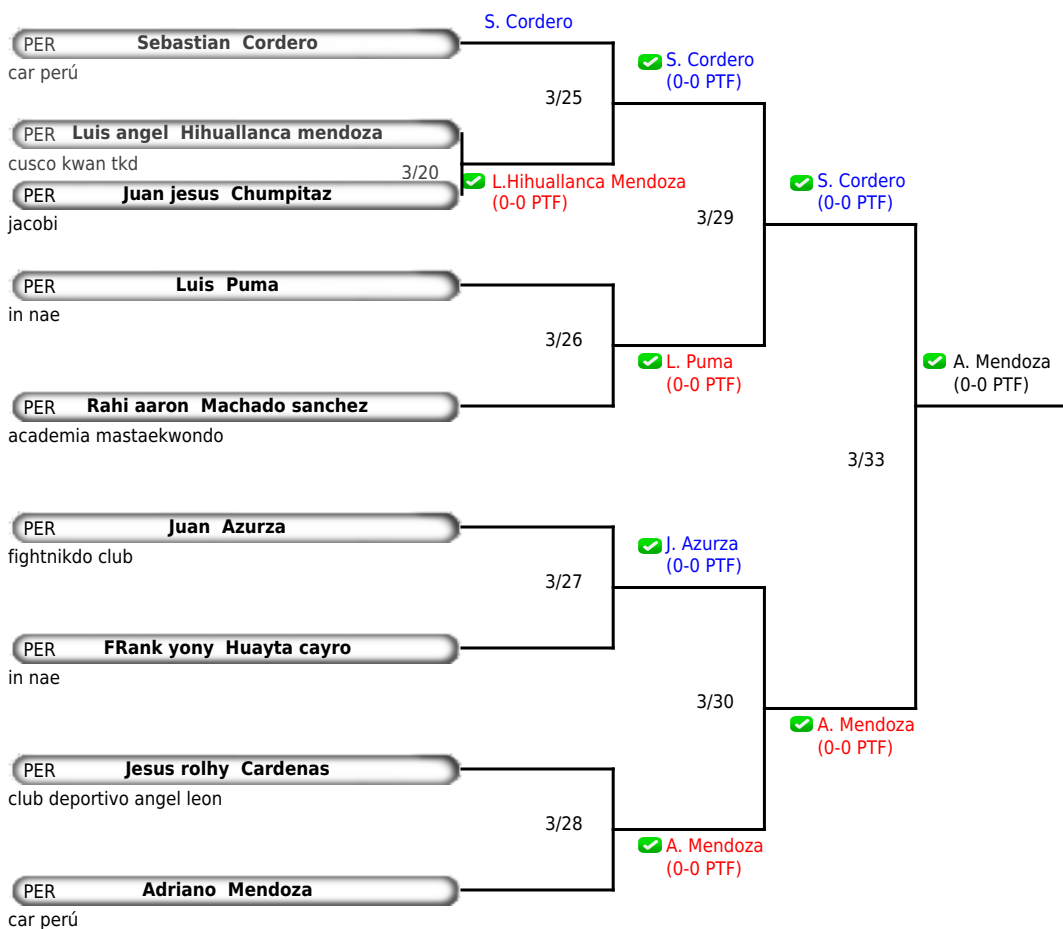 S. Cordero
PER Sebastian Cordero
car perú
S. Cordero
(0-0 PTF)
3/25
PER Luis angel Hihuallanca mendoza
cusco kwan tkd
3/20
L.Hihuallanca Mendoza
(0-0 PTF)
PER Juan jesus Chumpitaz
jacobi
S. Cordero
(0-0 PTF)
3/29
PER Luis Puma
in nae
3/26
L. Puma
(0-0 PTF)
A. Mendoza
(0-0 PTF)
PER Rahi aaron Machado sanchez
academia mastaekwondo
3/33
PER Juan Azurza
fightnikdo club
J. Azurza
(0-0 PTF)
3/27
PER FRank yony Huayta cayro
in nae
3/30
A. Mendoza
(0-0 PTF)
PER Jesus rolhy Cardenas
club deportivo angel leon
3/28
A. Mendoza
(0-0 PTF)
PER Adriano Mendoza
car perú